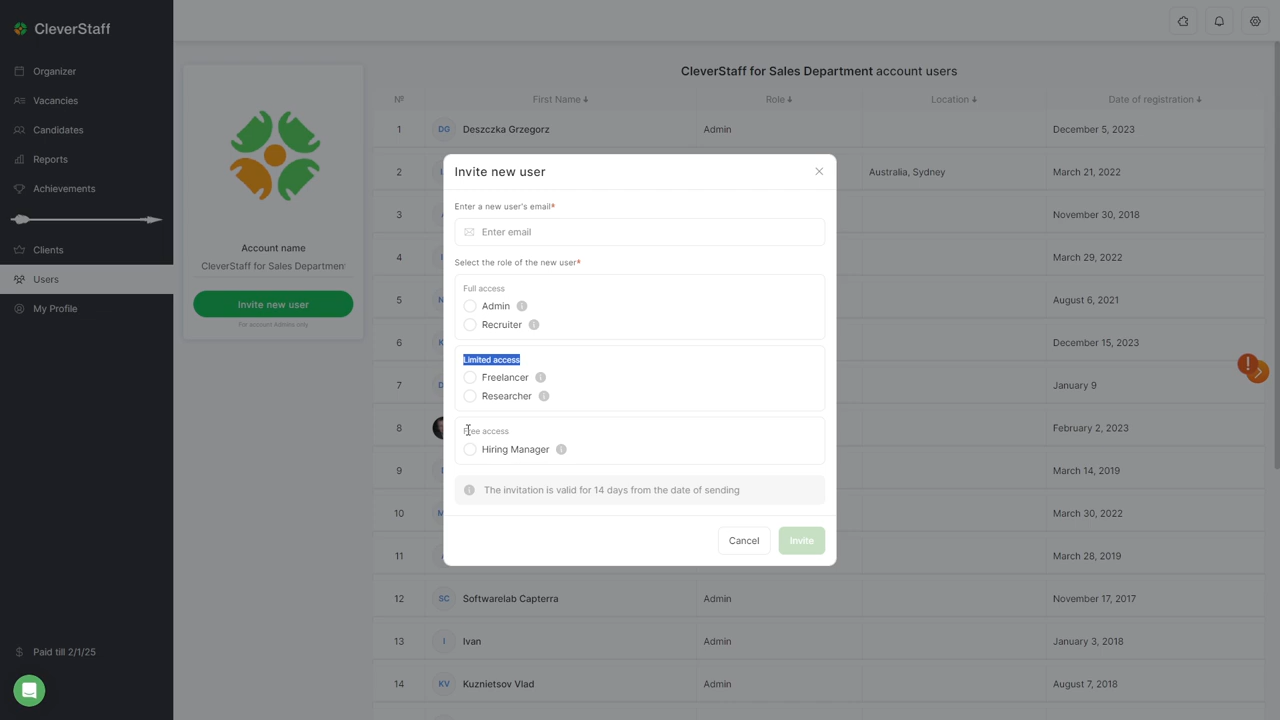 CleverStaff
Organizer
Vacancies
Candidates
Reports
Achievements
Clients
Users
My Profile
Paid till 2/1/25
Account name
CleverStaff for Sales Departmen
Invite new user
For account Admins only
CleverStaff for Sales Department account users
№ First Name Role Location Date of registration
1 DG Deszczka Grzegorz Admin December 5, 2023
2 Australia, Sydney March 21, 2022
3 November 30, 2018
4 March 29, 2022
5 August 6, 2021
6 December 15, 2023
7 January 9
8 February 2, 2023
9 March 14, 2019
10 March 30, 2022
11 March 28, 2019
12 SC Softwarelab Capterra Admin November 17, 2017
13 I Ivan Admin January 3, 2018
14 KV Kuznietsov Vlad Admin August 7, 2018
Invite new user
Enter a new user's email*
Enter email
Select the role of the new user*
Full access
Admin
Recruiter
Limited access
Freelancer
Researcher
Free access
Hiring Manager
The invitation is valid for 14 days from the date of sending
Cancel Invite